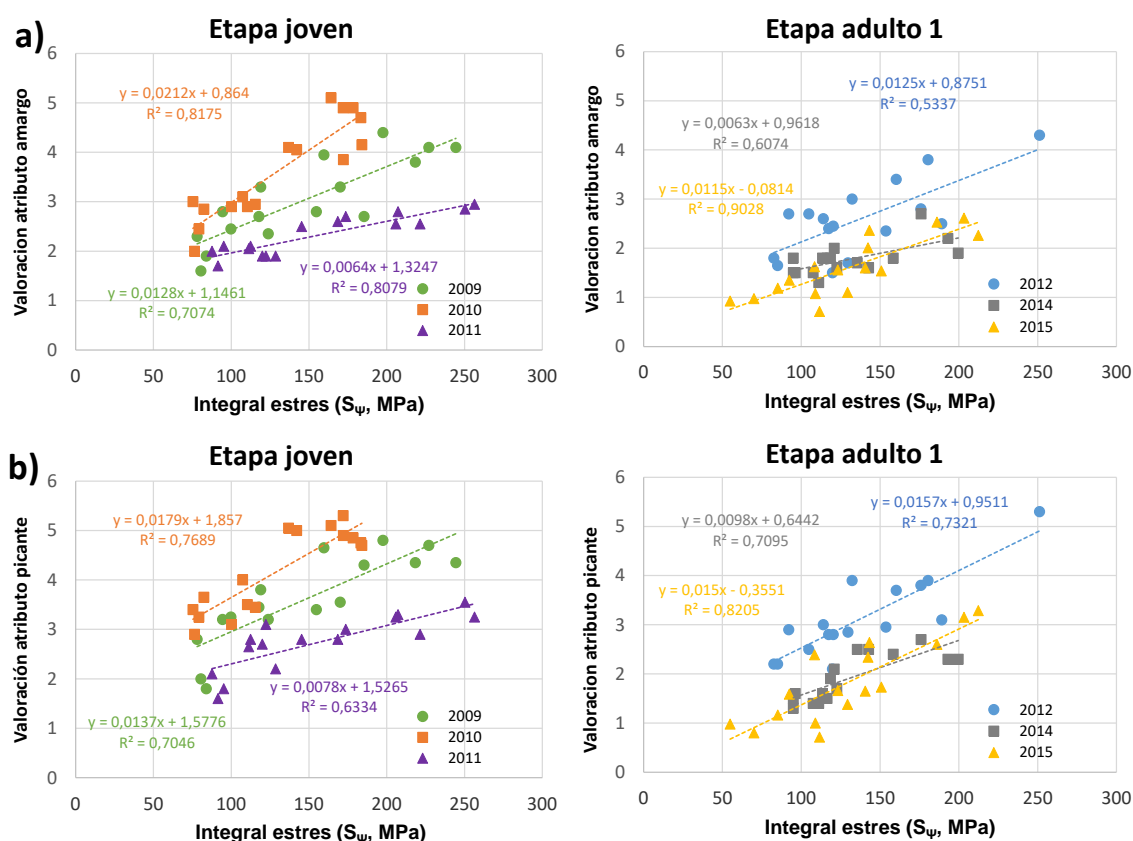 a)
Etapa joven
Valoracion atributo amargo
6
5
4
3
2
1
0
y = 0,0212x + 0,864
R² = 0,8175
y = 0,0128x + 1,1461
R² = 0,7074
y = 0,0064x + 1,3247
R² = 0,8079
2009
2010
2011
0 50 100 150 200 250 300
Integral estres (SΨ, MPa)
Etapa adulto 1
Valoracion atributo amargo
6
5
4
3
2
1
0
y = 0,0125x + 0,8751
R² = 0,5337
y = 0,0063x + 0,9618
R² = 0,6074
y = 0,0115x - 0,0814
R² = 0,9028
2012
2014
2015
0 50 100 150 200 250 300
Integral estres (SΨ, MPa)
b)
Etapa joven
Valoración atributo picante
6
5
4
3
2
1
0
y = 0,0179x + 1,857
R² = 0,7689
y = 0,0137x + 1,5776
R² = 0,7046
y = 0,0078x + 1,5265
R² = 0,6334
2009
2010
2011
0 50 100 150 200 250 300
Integral estres (SΨ, MPa)
Etapa adulto 1
Valoracion atributo picante
6
5
4
3
2
1
0
y = 0,0157x + 0,9511
R² = 0,7321
y = 0,0098x + 0,6442
R² = 0,7095
y = 0,015x - 0,3551
R² = 0,8205
2012
2014
2015
0 50 100 150 200 250 300
Integral estres (SΨ, MPa)